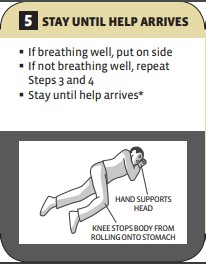 5 STAY UNTIL HELP ARRIVES
▪ If breathing well, put on side
▪ If not breathing well, repeat
Steps 3 and 4
▪ Stay until help arrives*
HAND SUPPORTS
HEAD
KNEE STOPS BODY FROM
ROLLING ONTO STOMACH